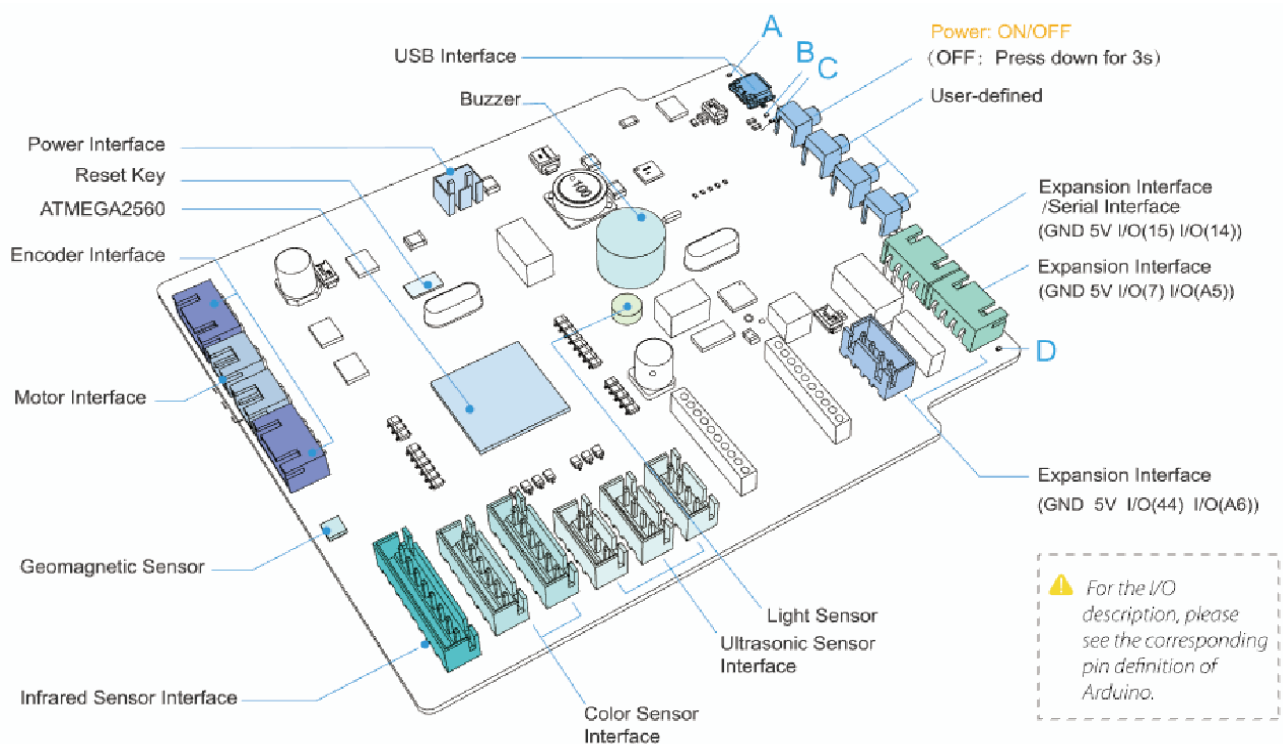 A
Power: ON/OFF
B
USB Interface
C
(OFF: Press down for 3s)
Buzzer
User-defined
Power Interface
Reset Key
ATMEGA2560
Expansion Interface
/Serial Interface
(GND 5V I/O(15) I/O(14))
Encoder Interface
Expansion Interface
(GND 5V I/O(7) I/O(A5))
100
D
Motor Interface
Expansion Interface
(GND 5V I/O(44) I/O(A6))
Geomagnetic Sensor
Light Sensor
Ultrasonic Sensor
Interface
Infrared Sensor Interface
Color Sensor
Interface
For the I/O
description, please
see the corresponding
pin definition of
Arduino.